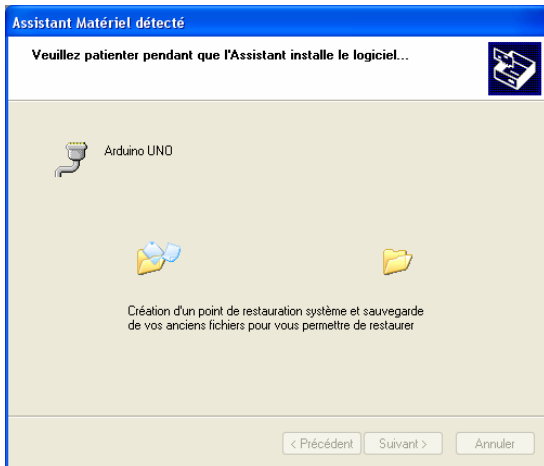 Assistant Matériel détecté
Veuillez patienter pendant que l'Assistant installe le logiciel...
Arduino UNO
Création d'un point de restauration système et sauvegarde
de vos anciens fichiers pour vous permettre de restaurer
< Précédent
Suivant >
Annuler